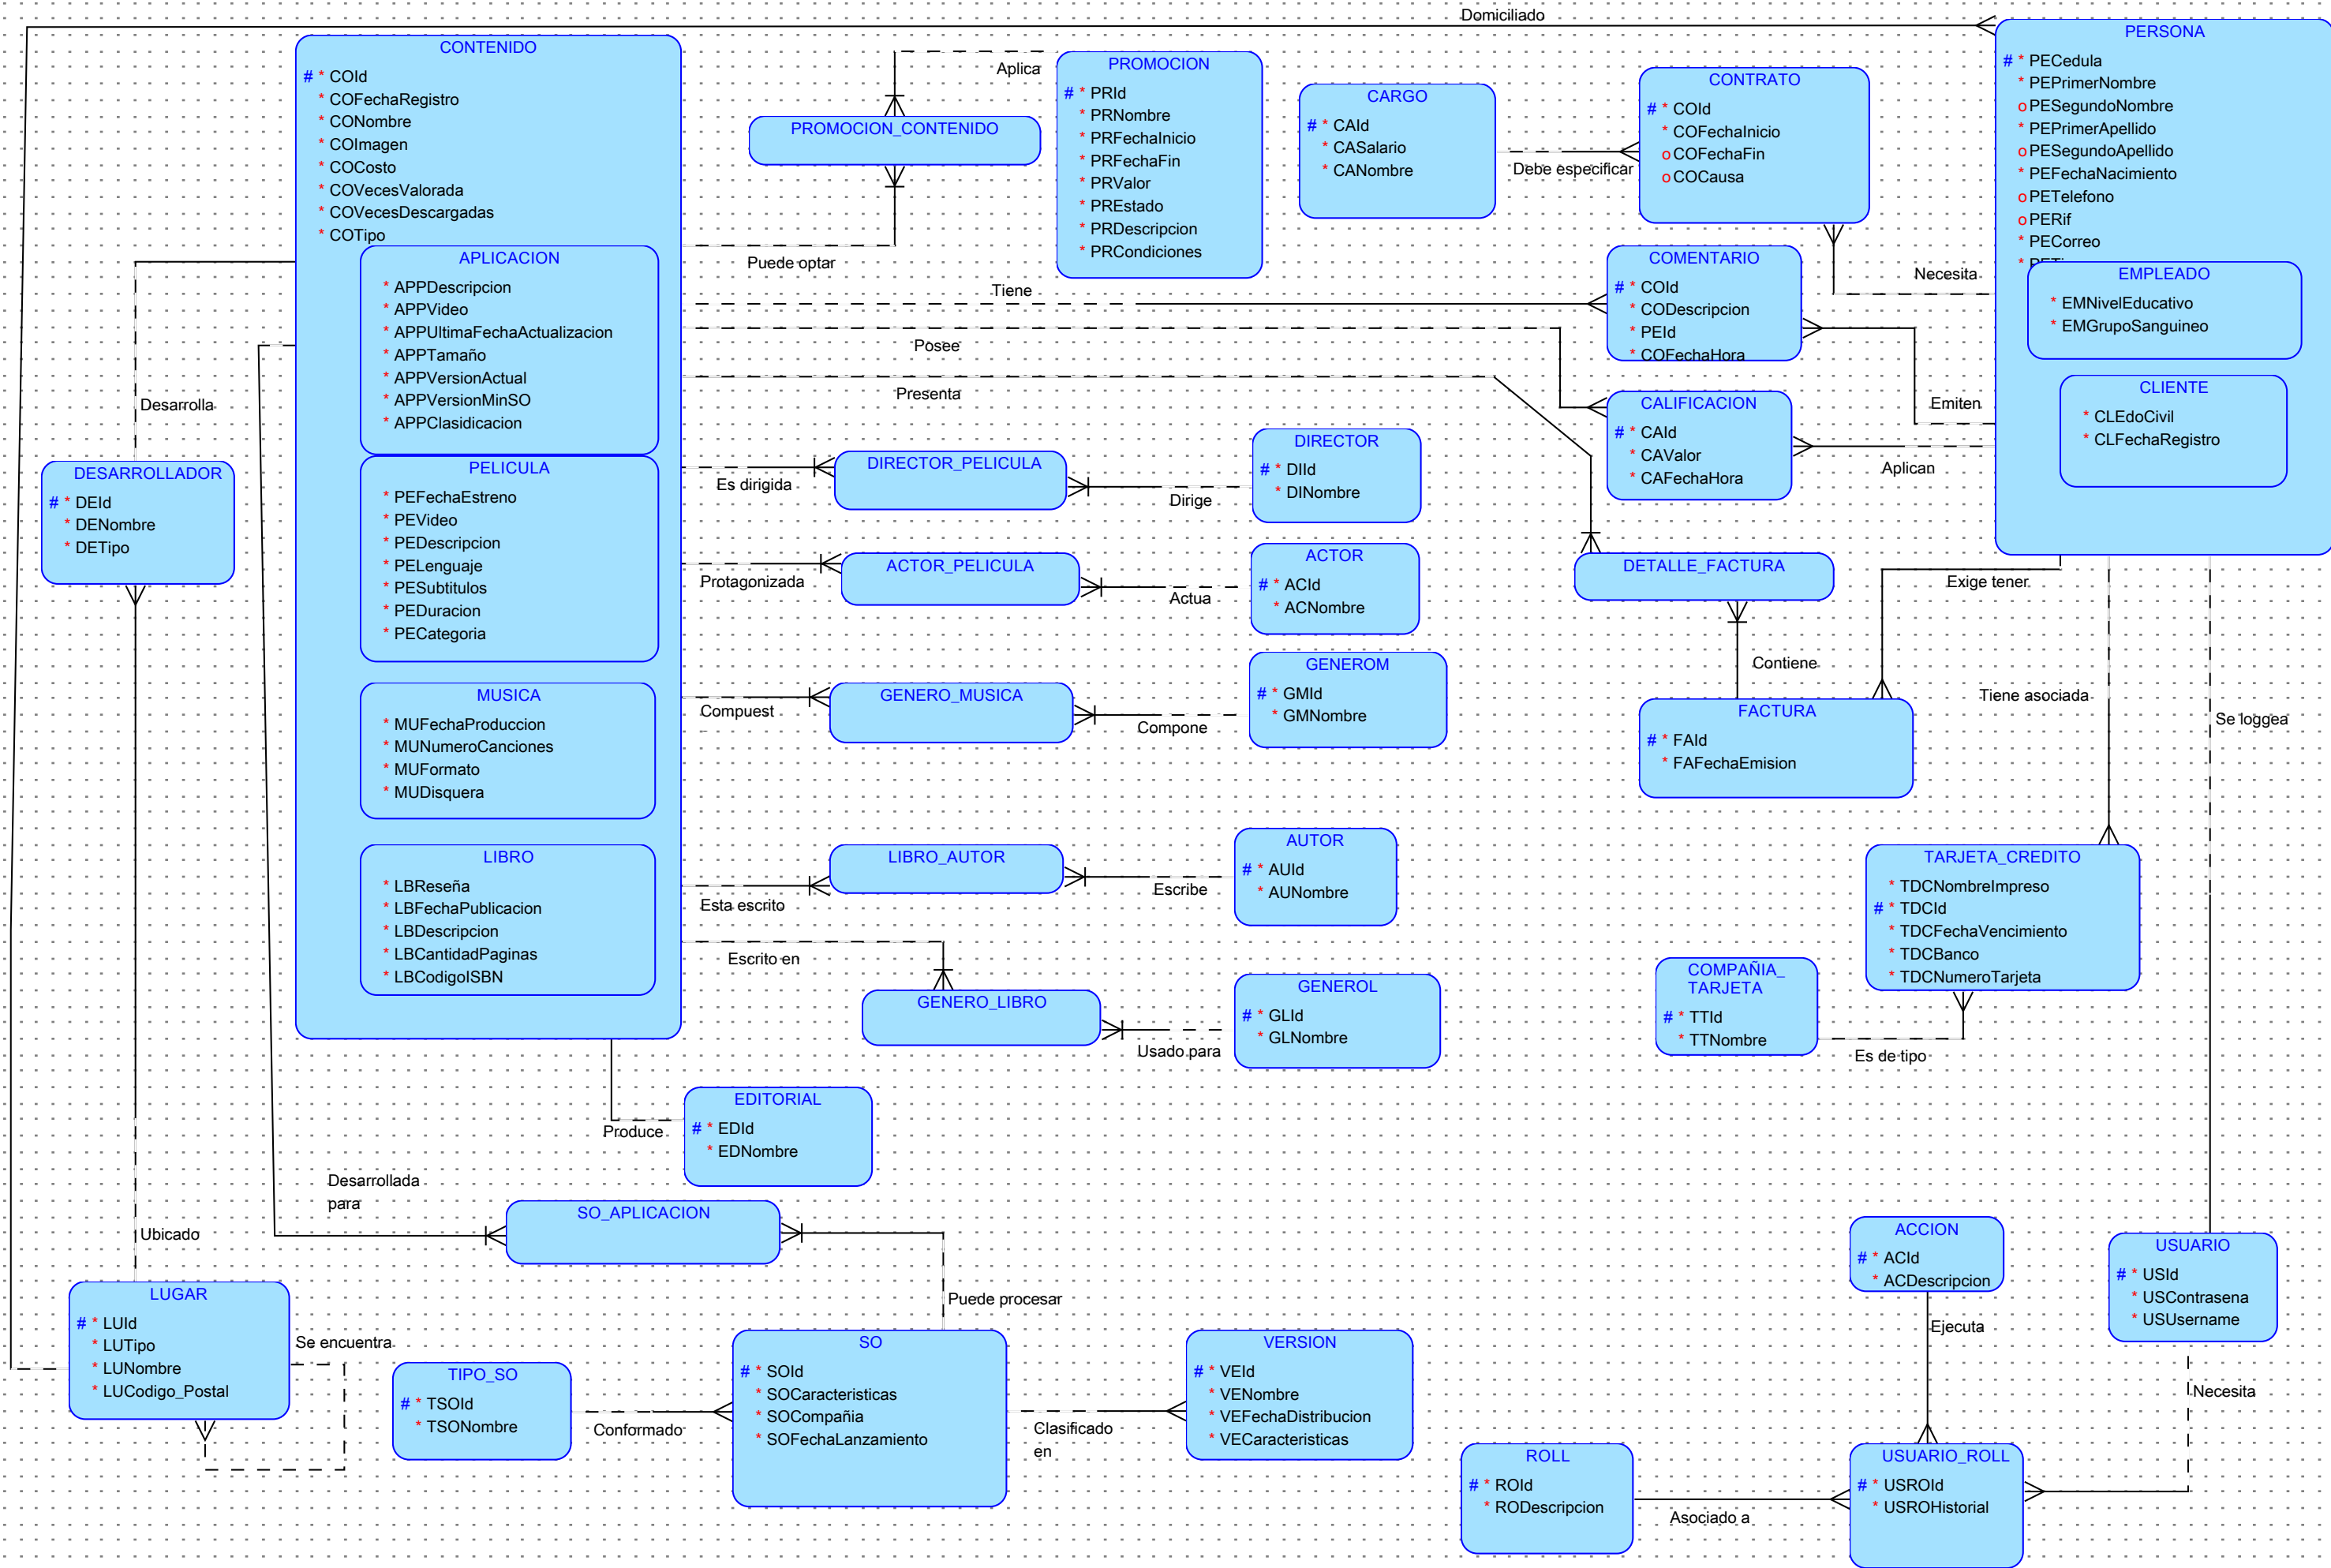 Domiciliado
CONTENIDO
# * COId
* COFechaRegistro
* CONombre
* COImagen
* COCosto
* COVecesValorada
* COVecesDescargadas
* COTipo
APLICACION
* APPDescripcion
* APPVideo
* APPUltimaFechaActualizacion
* APPTamaño
* APPVersionActual
* APPVersionMinSO
* APPClasidicacion
PELICULA
* PEFechaEstreno
* PEVideo
* PEDescripcion
* PELenguaje
* PESubtitulos
* PEDuracion
* PECategoria
MUSICA
* MUFechaProduccion
* MUNumeroCanciones
* MUFormato
* MUDisquera
LIBRO
* LBReseña
* LBFechaPublicacion
* LBDescripcion
* LBCantidadPaginas
* LBCodigoISBN
Aplica
PROMOCION_CONTENIDO
Puede optar
PROMOCION
# * PRId
* PRNombre
* PRFechaInicio
* PRFechaFin
* PRValor
* PREstado
* PRDescripcion
* PRCondiciones
CARGO
# * CAId
* CASalario
* CANombre
Debe especificar
CONTRATO
# * COId
* COFechaInicio
o COFechaFin
o COCausa
Necesita
PERSONA
# * PECedula
* PEPrimerNombre
o PESegundoNombre
* PEPrimerApellido
o PESegundoApellido
* PEFechaNacimiento
o PETelefono
o PERif
* PECorreo
EMPLEADO
* EMNivelEducativo
* EMGrupoSanguineo
CLIENTE
* CLEdoCivil
* CLFechaRegistro
Tiene
Posee
Presenta
COMENTARIO
# * COId
* CODescripcion
* PEId
* COFechaHora
Emiten
CALIFICACION
# * CAId
* CAValor
* CAFechaHora
Aplican
Desarrolla
DESARROLLADOR
# * DEId
* DENombre
* DETipo
Es dirigida
DIRECTOR_PELICULA
Dirige
DIRECTOR
# * DIId
* DINombre
Protagonizada
ACTOR_PELICULA
Actua
ACTOR
# * ACId
* ACNombre
DETALLE_FACTURA
Exige tener
Contiene
FACTURA
# * FAId
* FAFechaEmision
Tiene asociada
Se loggea
Compuest
GENERO_MUSICA
Compone
GENEROM
# * GMId
* GMNombre
Esta escrito
LIBRO_AUTOR
Escribe
AUTOR
# * AUId
* AUNombre
Escrito en
GENERO_LIBRO
Usado para
GENEROL
# * GLId
* GLNombre
TARJETA_CREDITO
* TDCNombreImpreso
# * TDCId
* TDCFechaVencimiento
* TDCBanco
* TDCNumeroTarjeta
COMPAÑIA_
TARJETA
# * TTId
* TTNombre
Es de tipo
Produce
EDITORIAL
# * EDId
* EDNombre
Desarrollada
para
SO_APLICACION
Puede procesar
Ubicado
LUGAR
# * LUId
* LUTipo
* LUNombre
* LUCodigo_Postal
Se encuentra
TIPO_SO
# * TSOId
* TSONombre
Conformado
SO
# * SOId
* SOCaracteristicas
* SOCompañia
* SOFechaLanzamiento
Clasificado
en
VERSION
# * VEId
* VENombre
* VEFechaDistribucion
* VECaracteristicas
ACCION
# * ACId
* ACDescripcion
Ejecuta
USUARIO
# * USId
* USContrasena
* USUsername
Necesita
ROLL
# * ROId
* RODescripcion
Asociado a
USUARIO_ROLL
# * USROId
* USROHistorial